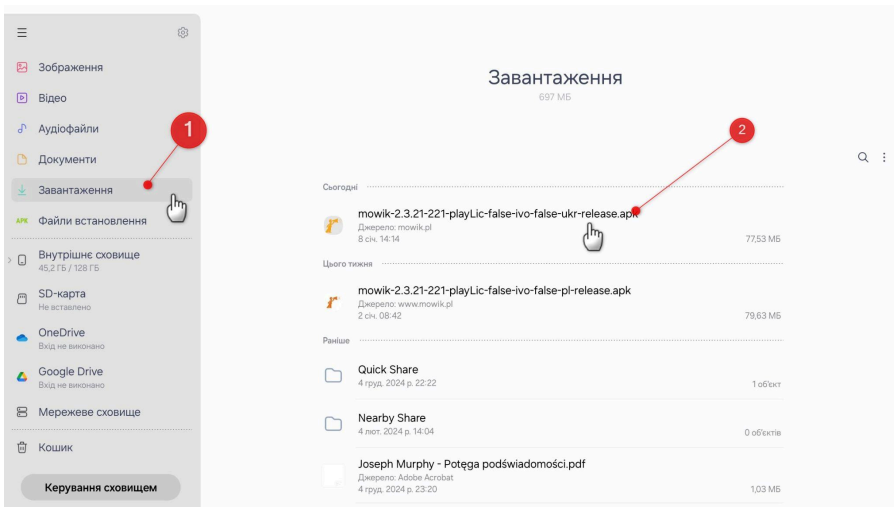 Зображення
Відео
Аудіофайли
1
Документи
Завантаження
APK Файли встановлення
Внутрішнє сховище
45,2 ГБ / 128 ГБ
SD-карта
Не вставлено
OneDrive
Вхід не виконано
Google Drive
Вхід не виконано
Мережеве сховище
Кошик
Керування сховищем
Завантаження
697 МБ
2
Сьогодні
mowik-2.3.21-221-playLic-false-ivo-false-ukr-release.apk
Джерело: mowik.pl
8 січ. 14:14
77,53 МБ
Цього тижня
mowik-2.3.21-221-playLic-false-ivo-false-pl-release.apk
Джерело: www.mowik.pl
2 січ. 08:42
79,63 МБ
Раніше
Quick Share
4 груд. 2024 р. 22:22
1 об'єкт
Nearby Share
4 лют. 2024 р. 14:04
0 об'єктів
Joseph Murphy - Potęga podświadomości.pdf
Джерело: Adobe Acrobat
4 груд. 2024 р. 23:20
1,03 МБ